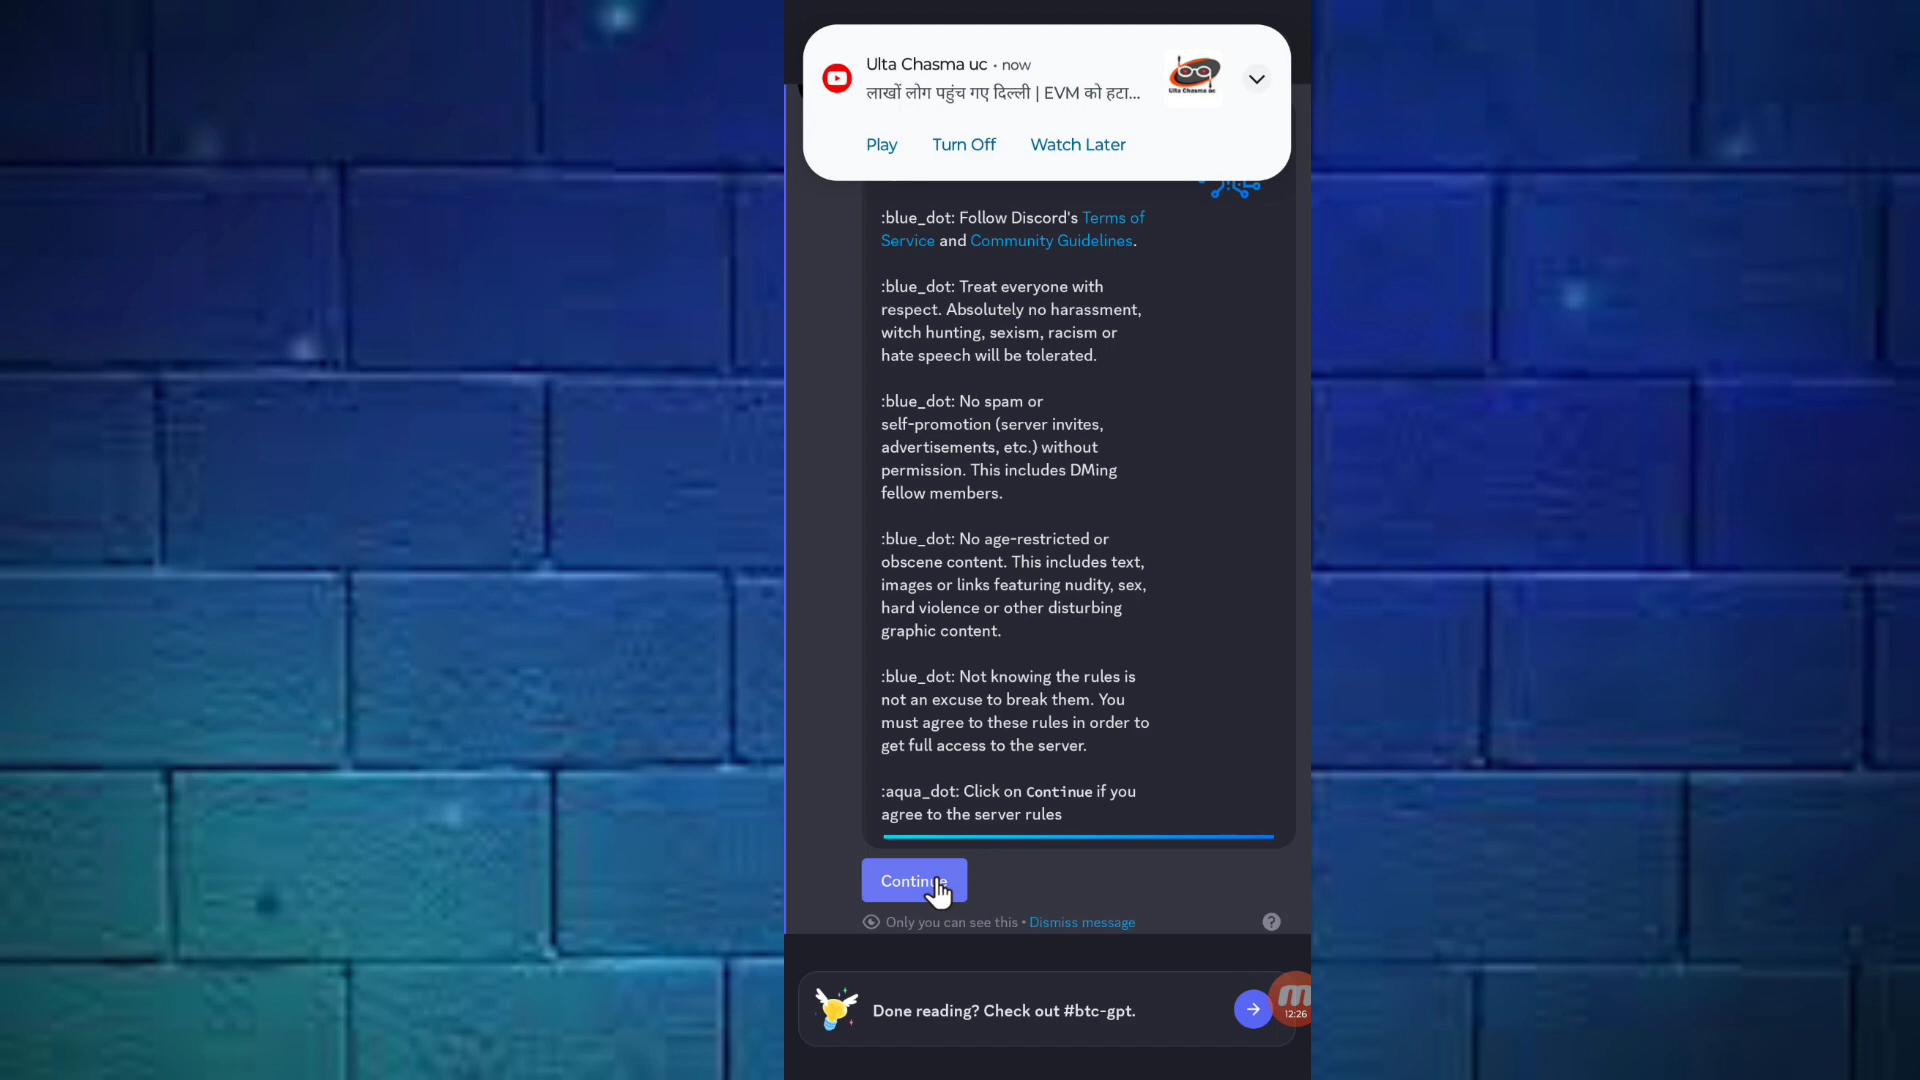 Ulta Chasma uc • now
लाखों लोग पहुंच गए दिल्ली | EVM को हटा...
Ulta Chasma uc
Play Turn Off Watch Later
:blue_dot: Follow Discord's Terms of
Service and Community Guidelines.
:blue_dot: Treat everyone with
respect. Absolutely no harassment,
witch hunting, sexism, racism or
hate speech will be tolerated.
:blue_dot: No spam or
self-promotion (server invites,
advertisements, etc.) without
permission. This includes DMing
fellow members.
:blue_dot: No age-restricted or
obscene content. This includes text,
images or links featuring nudity, sex,
hard violence or other disturbing
graphic content.
:blue_dot: Not knowing the rules is
not an excuse to break them. You
must agree to these rules in order to
get full access to the server.
:aqua_dot: Click on Continue if you
agree to the server rules
Continue
Only you can see this • Dismiss message
?
Done reading? Check out #btc-gpt.
12:26